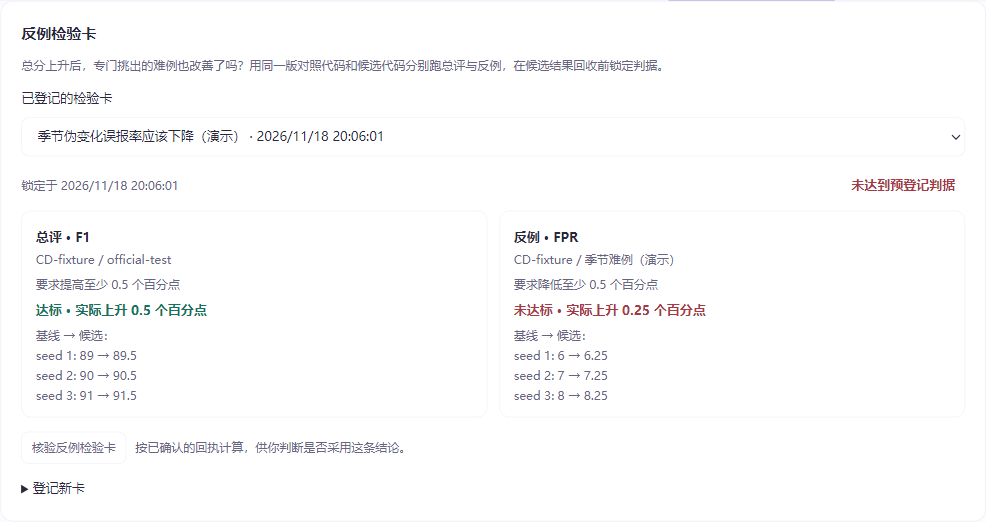 反例检验卡
总分上升后，专门挑出的难例也改善了吗？用同一版对照代码和候选代码分别跑总评与反例，在候选结果回收前锁定判据。
已登记的检验卡
季节伪变化误报率应该下降（演示） · 2026/11/18 20:06:01
锁定于 2026/11/18 20:06:01
未达到预登记判据
总评 • F1
CD-fixture / official-test
要求提高至少 0.5 个百分点
达标 • 实际上升 0.5 个百分点
基线 → 候选：
seed 1: 89 → 89.5
seed 2: 90 → 90.5
seed 3: 91 → 91.5
反例 • FPR
CD-fixture / 季节难例（演示）
要求降低至少 0.5 个百分点
未达标 • 实际上升 0.25 个百分点
基线 → 候选：
seed 1: 6 → 6.25
seed 2: 7 → 7.25
seed 3: 8 → 8.25
核验反例检验卡
按已确认的回执计算，供你判断是否采用这条结论。
▶ 登记新卡